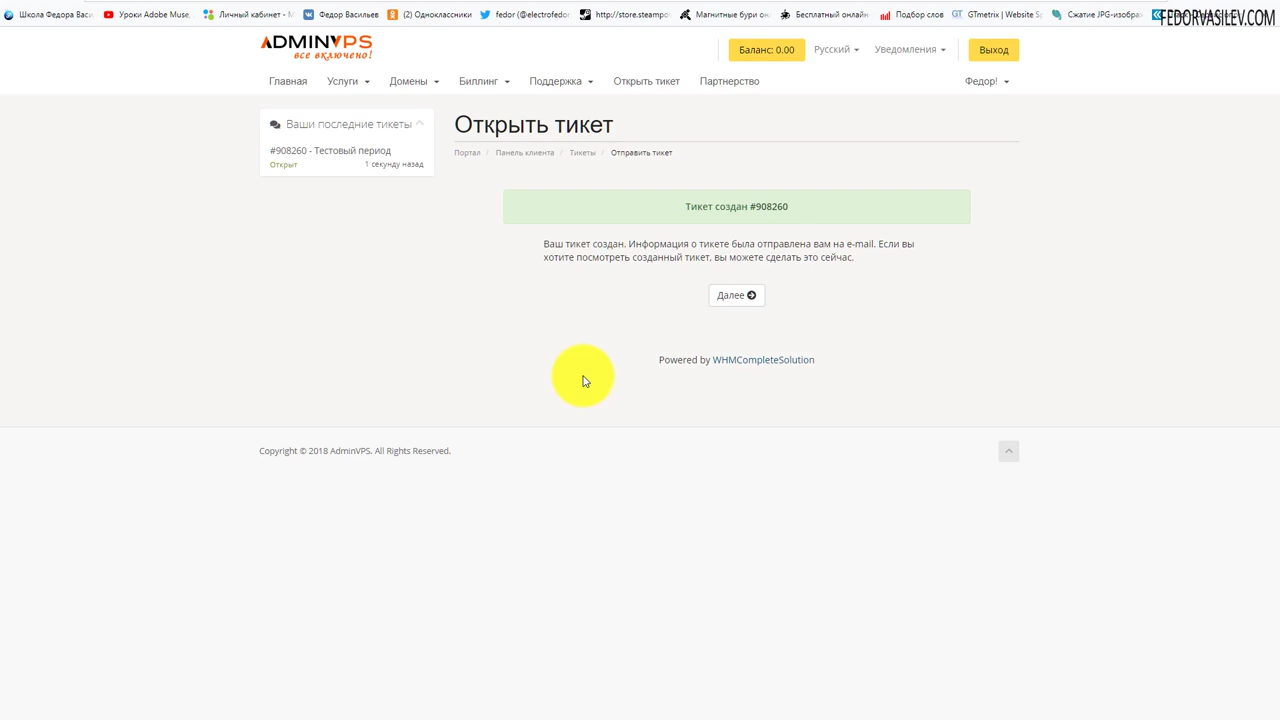 Школа Федора Васи
Уроки Adobe Muse,
Личный кабинет - М
Федор Васильев
(2) Одноклассники
fedor (@electrofedor
http://store.steampo
Магнитные бури он
Бесплатный онлайн
Подбор слов
GTmetrix | Website Sp
Сжатие JPG-изображ
FEDORVASILEV.COM
ADMINVPS
все включено!
Баланс: 0.00
Русский
Уведомления
Выход
Главная
Услуги
Домены
Биллинг
Поддержка
Открыть тикет
Партнерство
Федор!
Ваши последние тикеты
#908260 - Тестовый период
Открыт
1 секунду назад
Открыть тикет
Портал / Панель клиента / Тикеты / Отправить тикет
Тикет создан #908260
Ваш тикет создан. Информация о тикете была отправлена вам на e-mail. Если вы
хотите посмотреть созданный тикет, вы можете сделать это сейчас.
Далее
Powered by WHMCompleteSolution
Copyright © 2018 AdminVPS. All Rights Reserved.